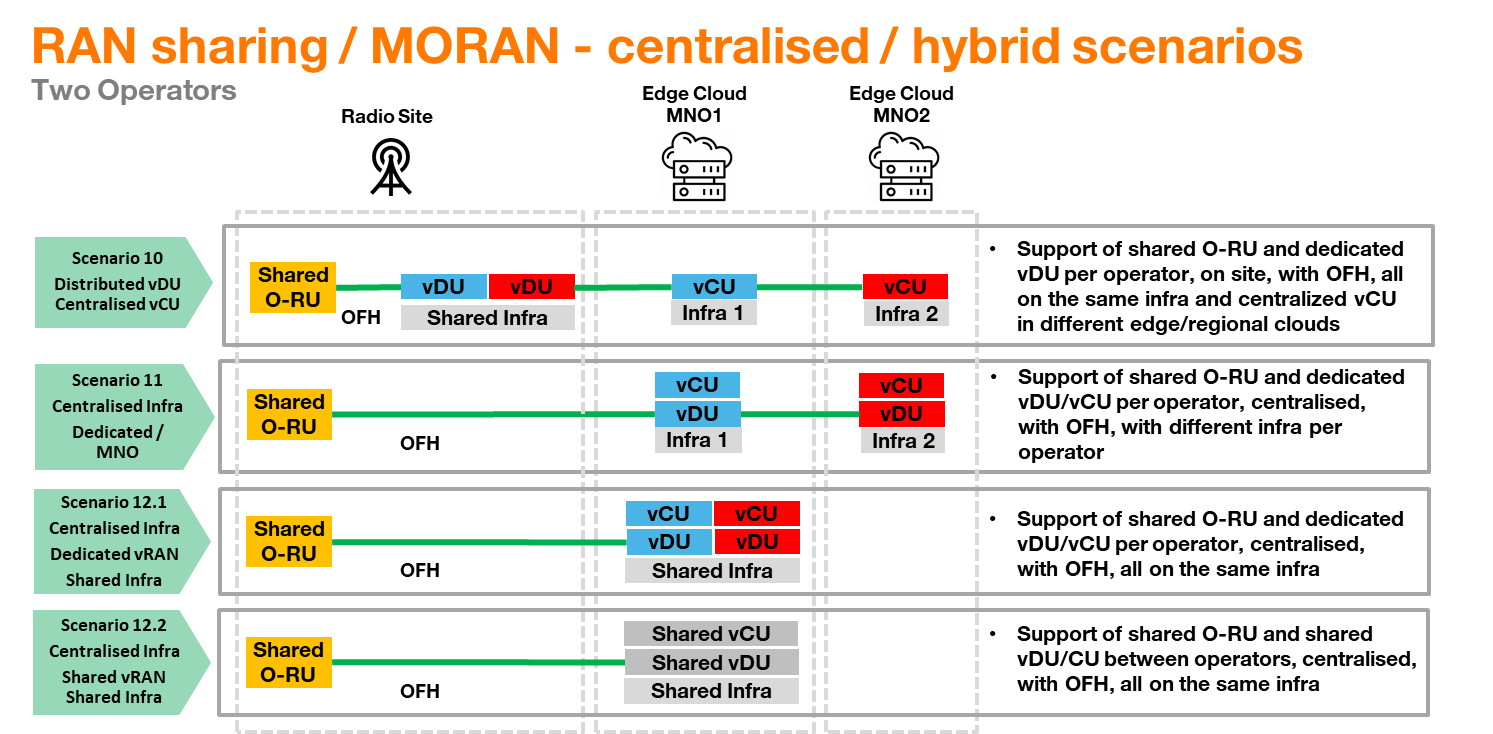 RAN sharing / MORAN - centralised / hybrid scenarios
Two Operators
Radio Site
Edge Cloud
MNO1
Edge Cloud
MNO2
Scenario 10
Distributed vDU
Centralised vCU
Shared
O-RU
OFH
vDU
vDU
Shared Infra
vCU
Infra 1
vCU
Infra 2
• Support of shared O-RU and dedicated
vDU per operator, on site, with OFH, all
on the same infra and centralized vCU
in different edge/regional clouds
Scenario 11
Centralised Infra
Dedicated /
MNO
Shared
O-RU
OFH
vCU
vDU
Infra 1
vCU
vDU
Infra 2
• Support of shared O-RU and dedicated
vDU/vCU per operator, centralised,
with OFH, with different infra per
operator
Scenario 12.1
Centralised Infra
Dedicated vRAN
Shared Infra
Shared
O-RU
OFH
vCU
vCU
vDU
vDU
Shared Infra
• Support of shared O-RU and dedicated
vDU/vCU per operator, centralised,
with OFH, all on the same infra
Scenario 12.2
Centralised Infra
Shared vRAN
Shared Infra
Shared
O-RU
OFH
Shared vCU
Shared vDU
Shared Infra
• Support of shared O-RU and shared
vDU/CU between operators, centralised,
with OFH, all on the same infra